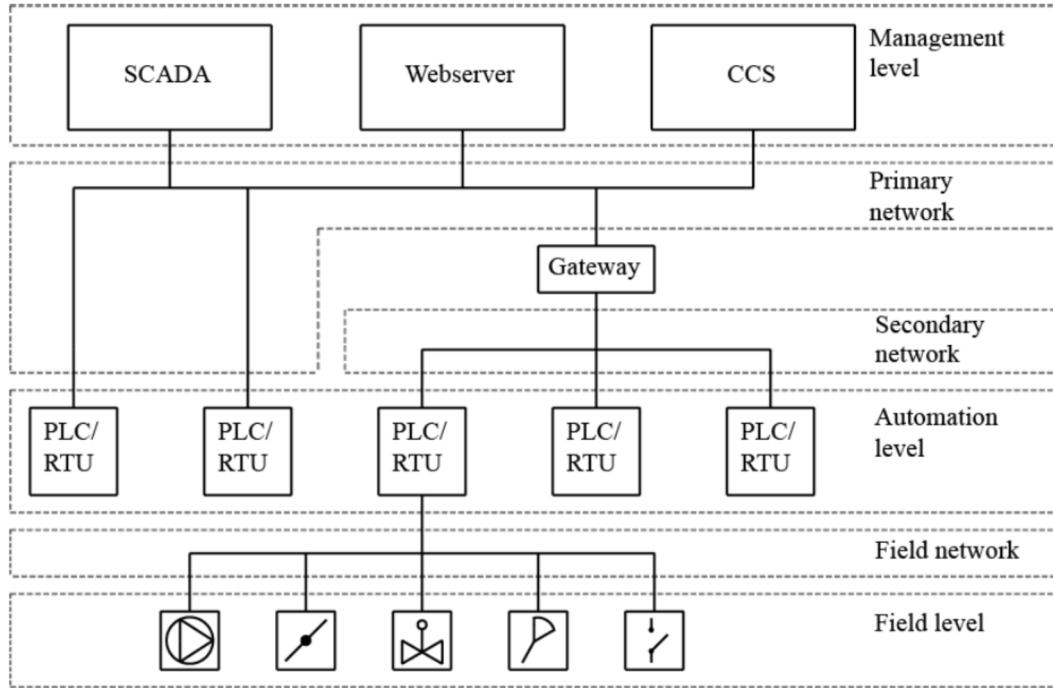 SCADA
Webserver
CCS
Management
level
Primary
network
Gateway
Secondary
network
PLC/
RTU
PLC/
RTU
PLC/
RTU
PLC/
RTU
PLC/
RTU
Automation
level
Field network
Field level